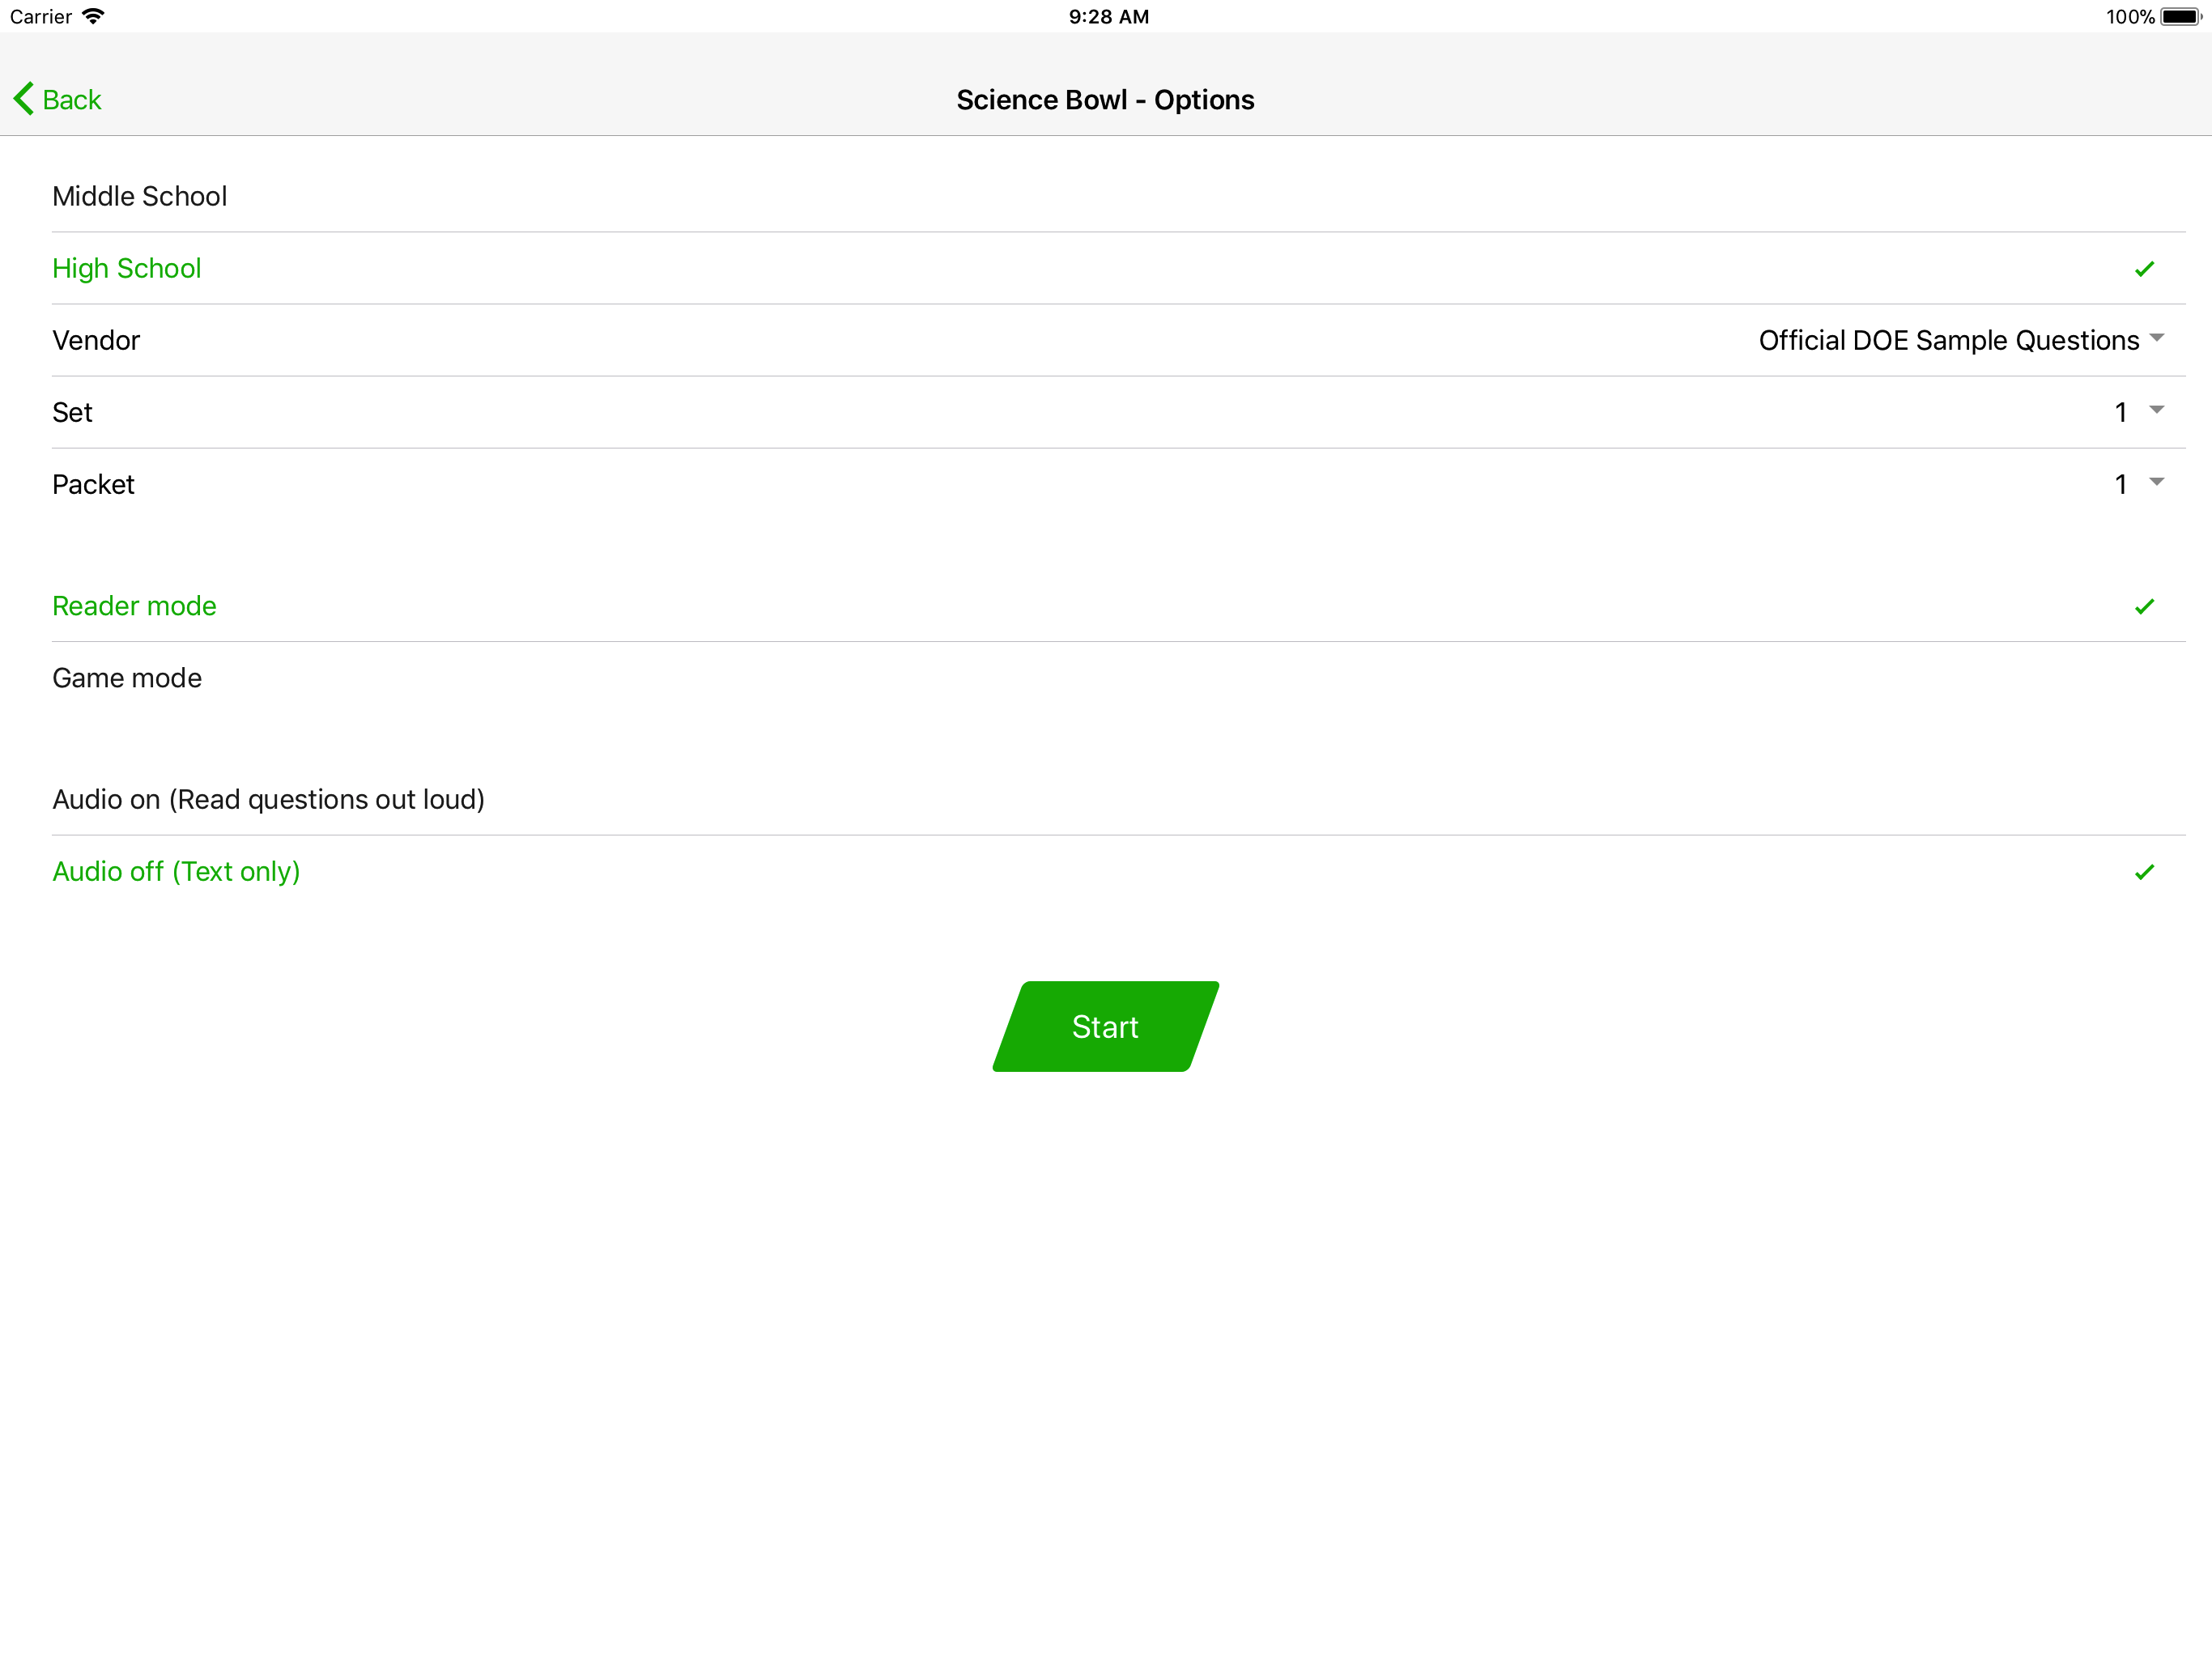 Carrier 9:28 AM 100%
Back Science Bowl - Options
Middle School
High School
Vendor Official DOE Sample Questions
Set 1
Packet 1
Reader mode
Game mode
Audio on (Read questions out loud)
Audio off (Text only)
Start